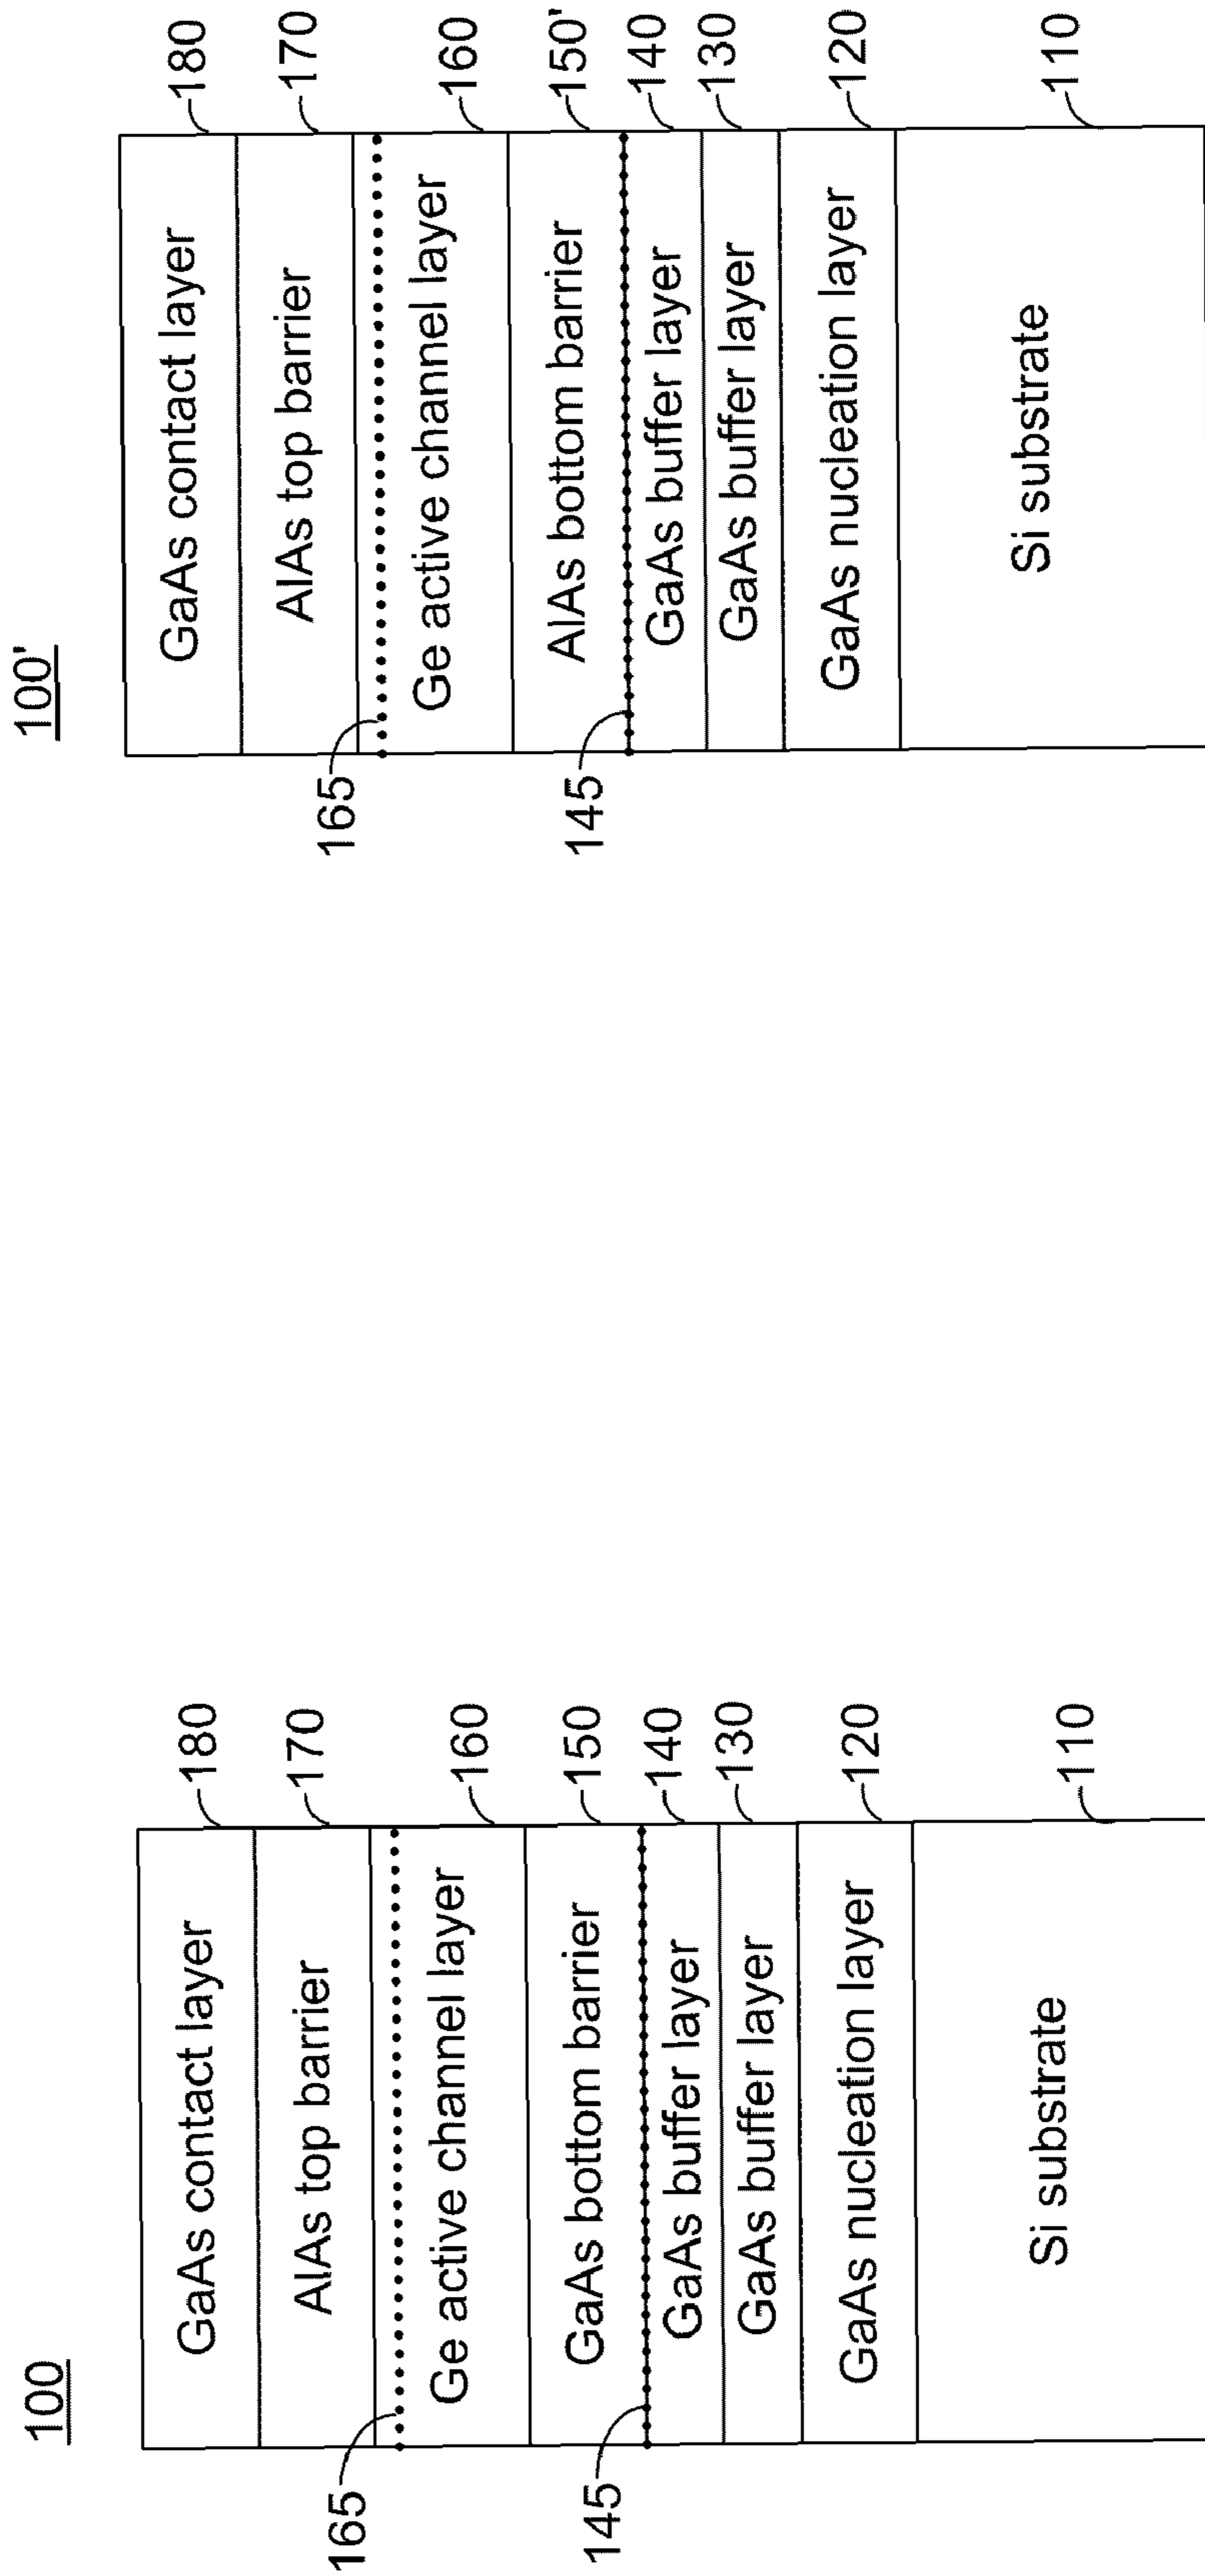 100
GaAs contact layer
180
AlAs top barrier
170
165
Ge active channel layer
160
GaAs bottom barrier
150
145
GaAs buffer layer
140
GaAs buffer layer
130
GaAs nucleation layer
120
Si substrate
110
100'
GaAs contact layer
180
AlAs top barrier
170
165
Ge active channel layer
160
AlAs bottom barrier
150'
145
GaAs buffer layer
140
GaAs buffer layer
130
GaAs nucleation layer
120
Si substrate
110